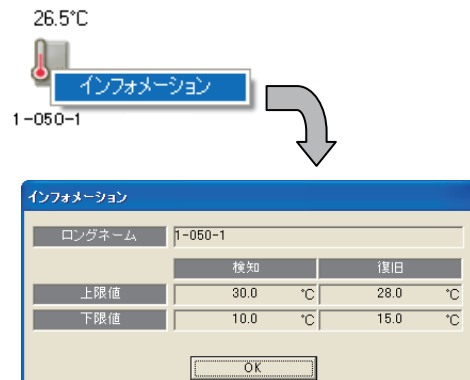 26.5℃
インフォメーション
1-050-1
インフォメーション
ロングネーム 1-050-1
検知 復旧
上限値 30.0 ℃ 28.0 ℃
下限値 10.0 ℃ 15.0 ℃
OK